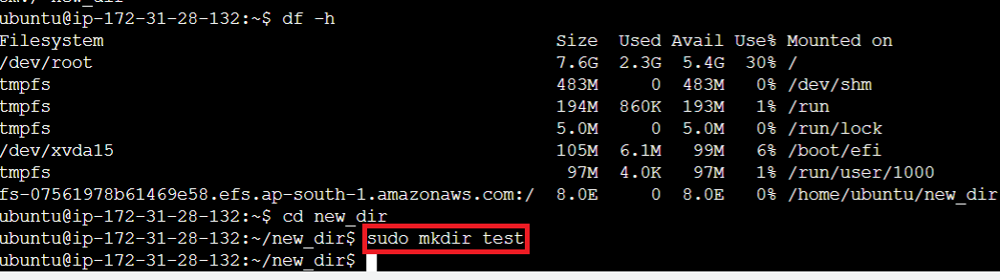 ubuntu@ip-172-31-28-132:~$ df -h
Filesystem Size Used Avail Use% Mounted on
/dev/root 7.6G 2.3G 5.4G 30% /
tmpfs 483M 0 483M 0% /dev/shm
tmpfs 194M 860K 193M 1% /run
tmpfs 5.0M 0 5.0M 0% /run/lock
/dev/xvda15 105M 6.1M 99M 6% /boot/efi
tmpfs 97M 4.0K 97M 1% /run/user/1000
fs-07561978b61469e58.efs.ap-south-1.amazonaws.com:/ 8.0E 0 8.0E 0% /home/ubuntu/new_dir
ubuntu@ip-172-31-28-132:~$ cd new_dir
ubuntu@ip-172-31-28-132:~/new_dir$ sudo mkdir test
ubuntu@ip-172-31-28-132:~/new_dir$